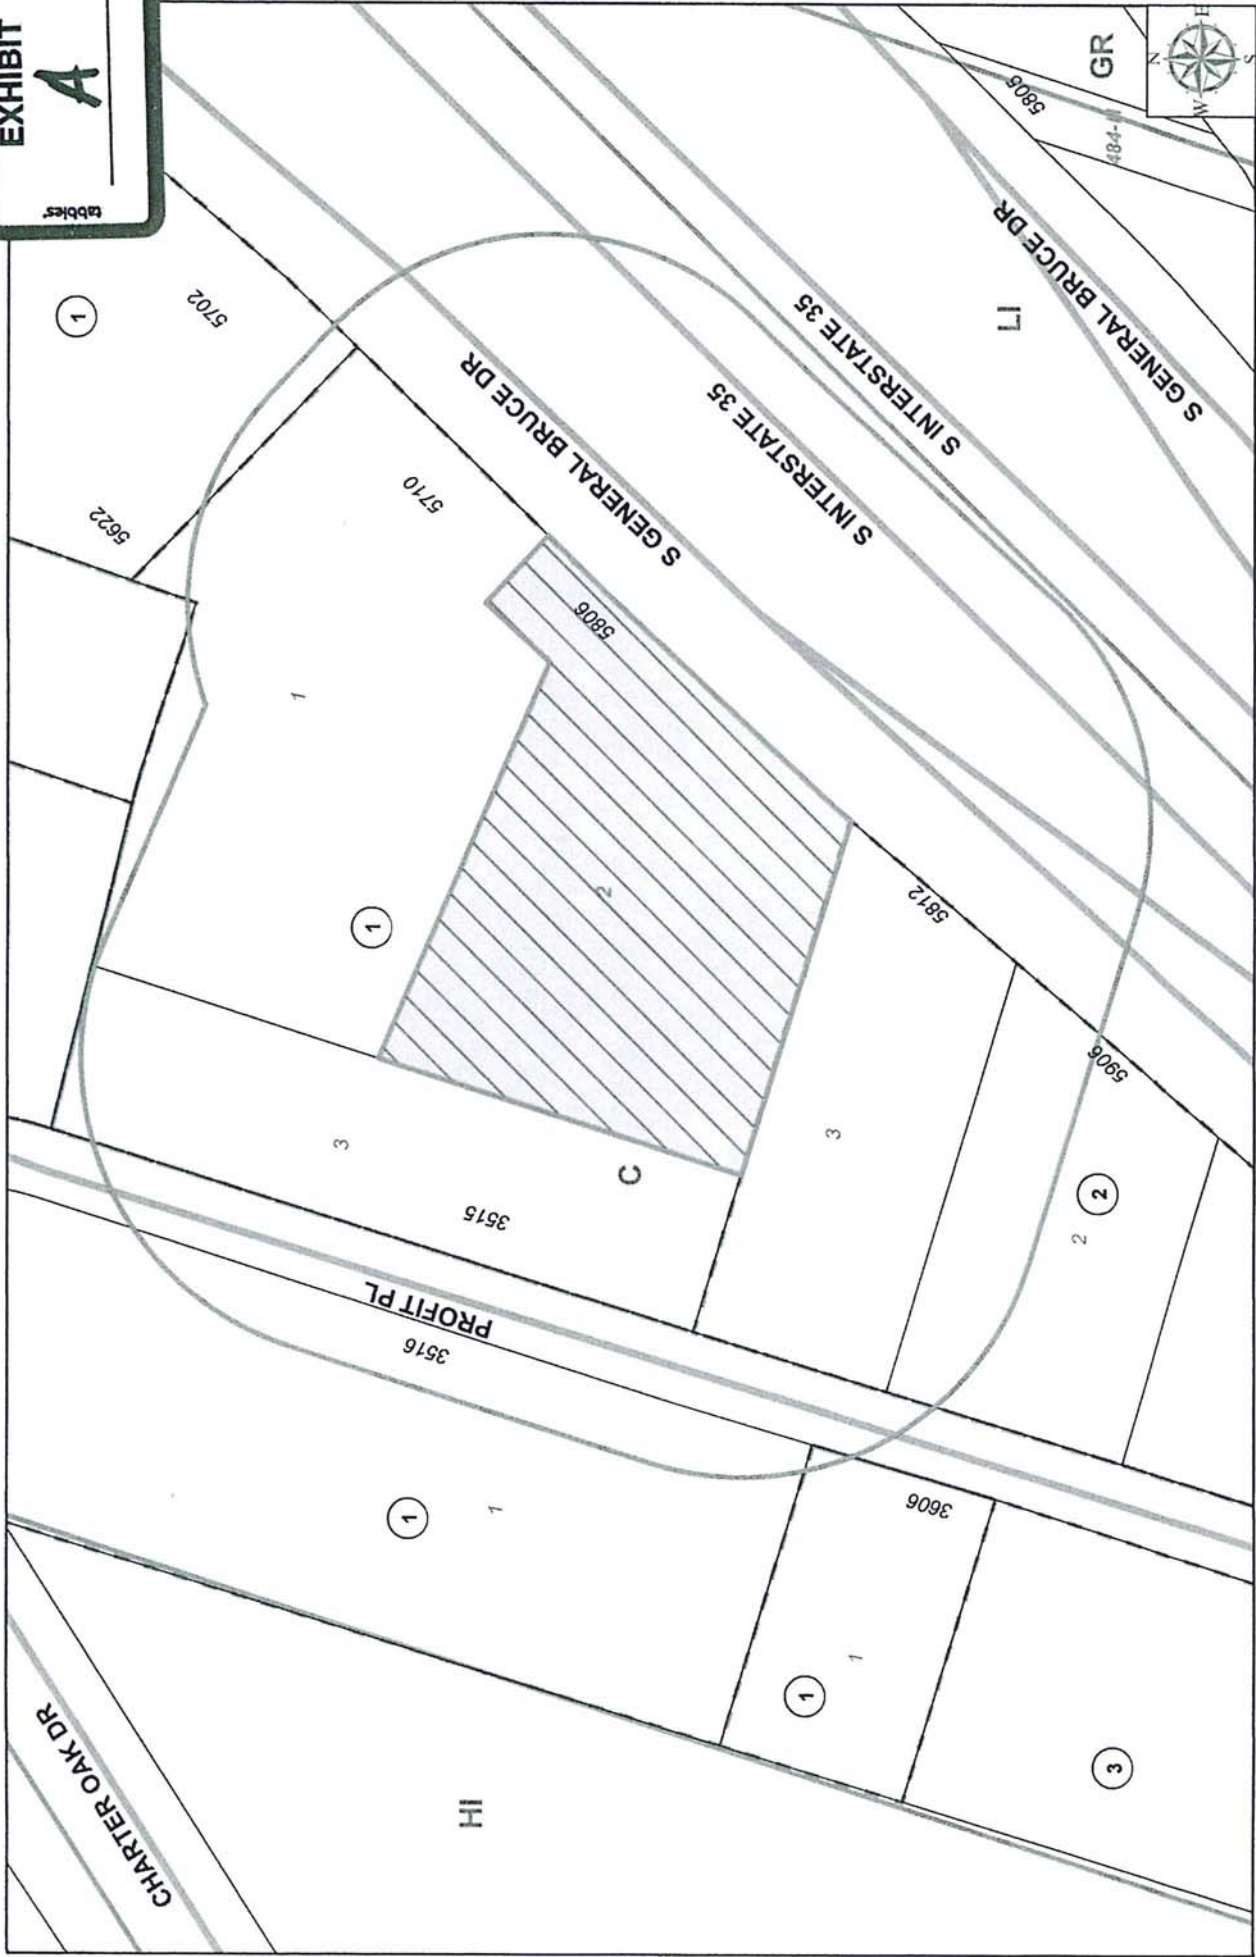 EXHIBIT
A
tabbies®
1
5702
5622
GR
N
E
S
W
5805
484-
S GENERAL BRUCE DR
LI
S INTERSTATE 35
S INTERSTATE 35
S GENERAL BRUCE DR
5710
1
5806
2
1
5812
5906
3
3
C
2
2
3515
PROFIT PL
3516
1
1
3606
1
1
3
HI
CHARTER OAK DR